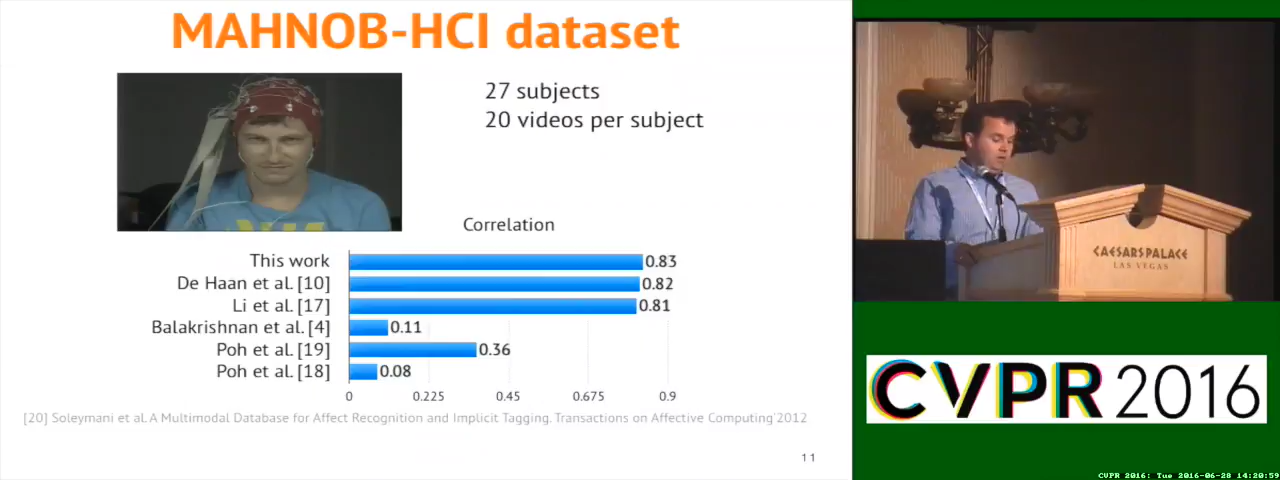 MAHNOB-HCI dataset
27 subjects
20 videos per subject
Correlation
This work 0.83
De Haan et al. [10] 0.82
Li et al. [17] 0.81
Balakrishnan et al. [4] 0.11
Poh et al. [19] 0.36
Poh et al. [18] 0.08
0 0.225 0.45 0.675 0.9
[20] Soleymani et al. A Multimodal Database for Affect Recognition and Implicit Tagging. Transactions on Affective Computing'2012
11
CAESARS PALACE
LAS VEGAS
CVPR 2016
CVPR 2016: Tue 2016-06-28 14:20:59